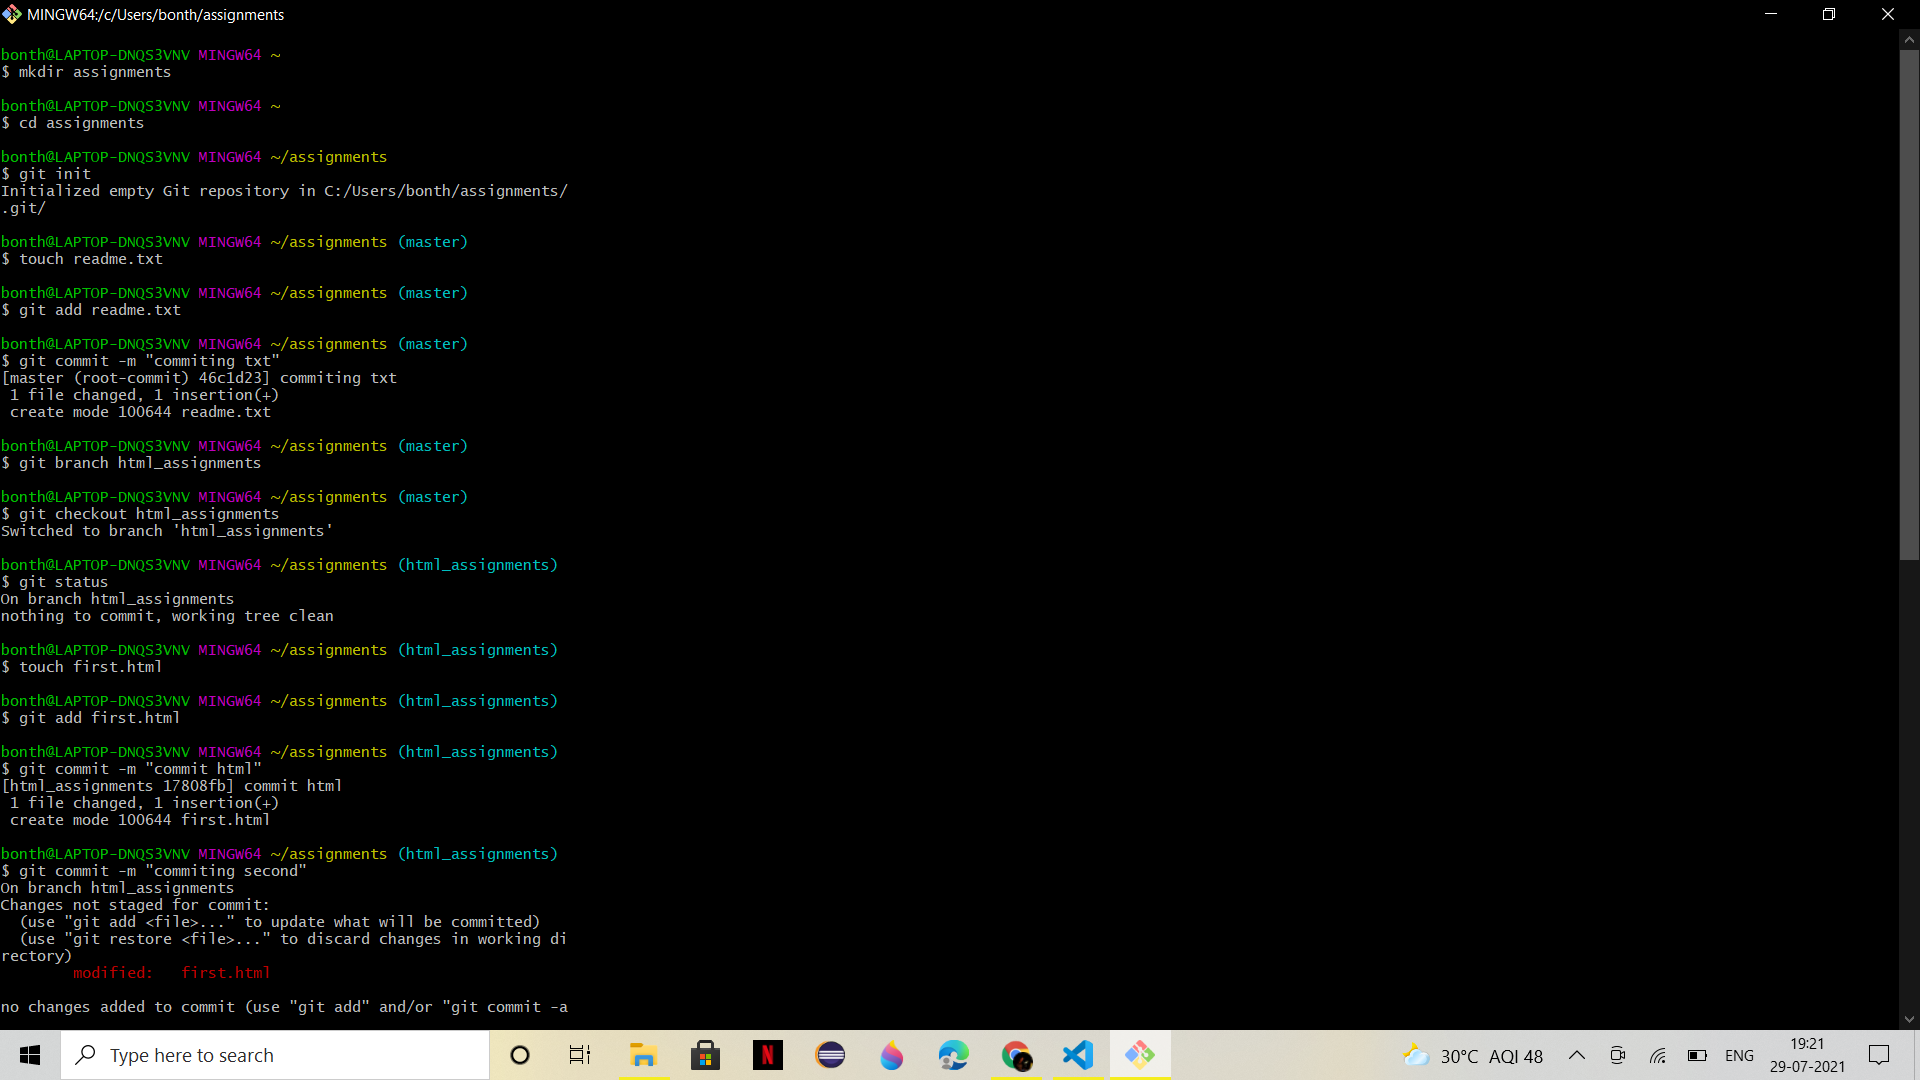 MINGW64:/c/Users/bonth/assignments
bonth@LAPTOP-DNQS3VNV MINGW64 ~
$ mkdir assignments
bonth@LAPTOP-DNQS3VNV MINGW64 ~
$ cd assignments
bonth@LAPTOP-DNQS3VNV MINGW64 ~/assignments
$ git init
Initialized empty Git repository in C:/Users/bonth/assignments/
.git/
bonth@LAPTOP-DNQS3VNV MINGW64 ~/assignments (master)
$ touch readme.txt
bonth@LAPTOP-DNQS3VNV MINGW64 ~/assignments (master)
$ git add readme.txt
bonth@LAPTOP-DNQS3VNV MINGW64 ~/assignments (master)
$ git commit -m "commiting txt"
[master (root-commit) 46c1d23] commiting txt
 1 file changed, 1 insertion(+)
 create mode 100644 readme.txt
bonth@LAPTOP-DNQS3VNV MINGW64 ~/assignments (master)
$ git branch html_assignments
bonth@LAPTOP-DNQS3VNV MINGW64 ~/assignments (master)
$ git checkout html_assignments
Switched to branch 'html_assignments'
bonth@LAPTOP-DNQS3VNV MINGW64 ~/assignments (html_assignments)
$ git status
On branch html_assignments
nothing to commit, working tree clean
bonth@LAPTOP-DNQS3VNV MINGW64 ~/assignments (html_assignments)
$ touch first.html
bonth@LAPTOP-DNQS3VNV MINGW64 ~/assignments (html_assignments)
$ git add first.html
bonth@LAPTOP-DNQS3VNV MINGW64 ~/assignments (html_assignments)
$ git commit -m "commit html"
[html_assignments 17808fb] commit html
 1 file changed, 1 insertion(+)
 create mode 100644 first.html
bonth@LAPTOP-DNQS3VNV MINGW64 ~/assignments (html_assignments)
$ git commit -m "commiting second"
On branch html_assignments
Changes not staged for commit:
  (use "git add <file>..." to update what will be committed)
  (use "git restore <file>..." to discard changes in working di
rectory)
        modified:   first.html
no changes added to commit (use "git add" and/or "git commit -a
Type here to search
N
30°C AQI 48
ENG
19:21
29-07-2021